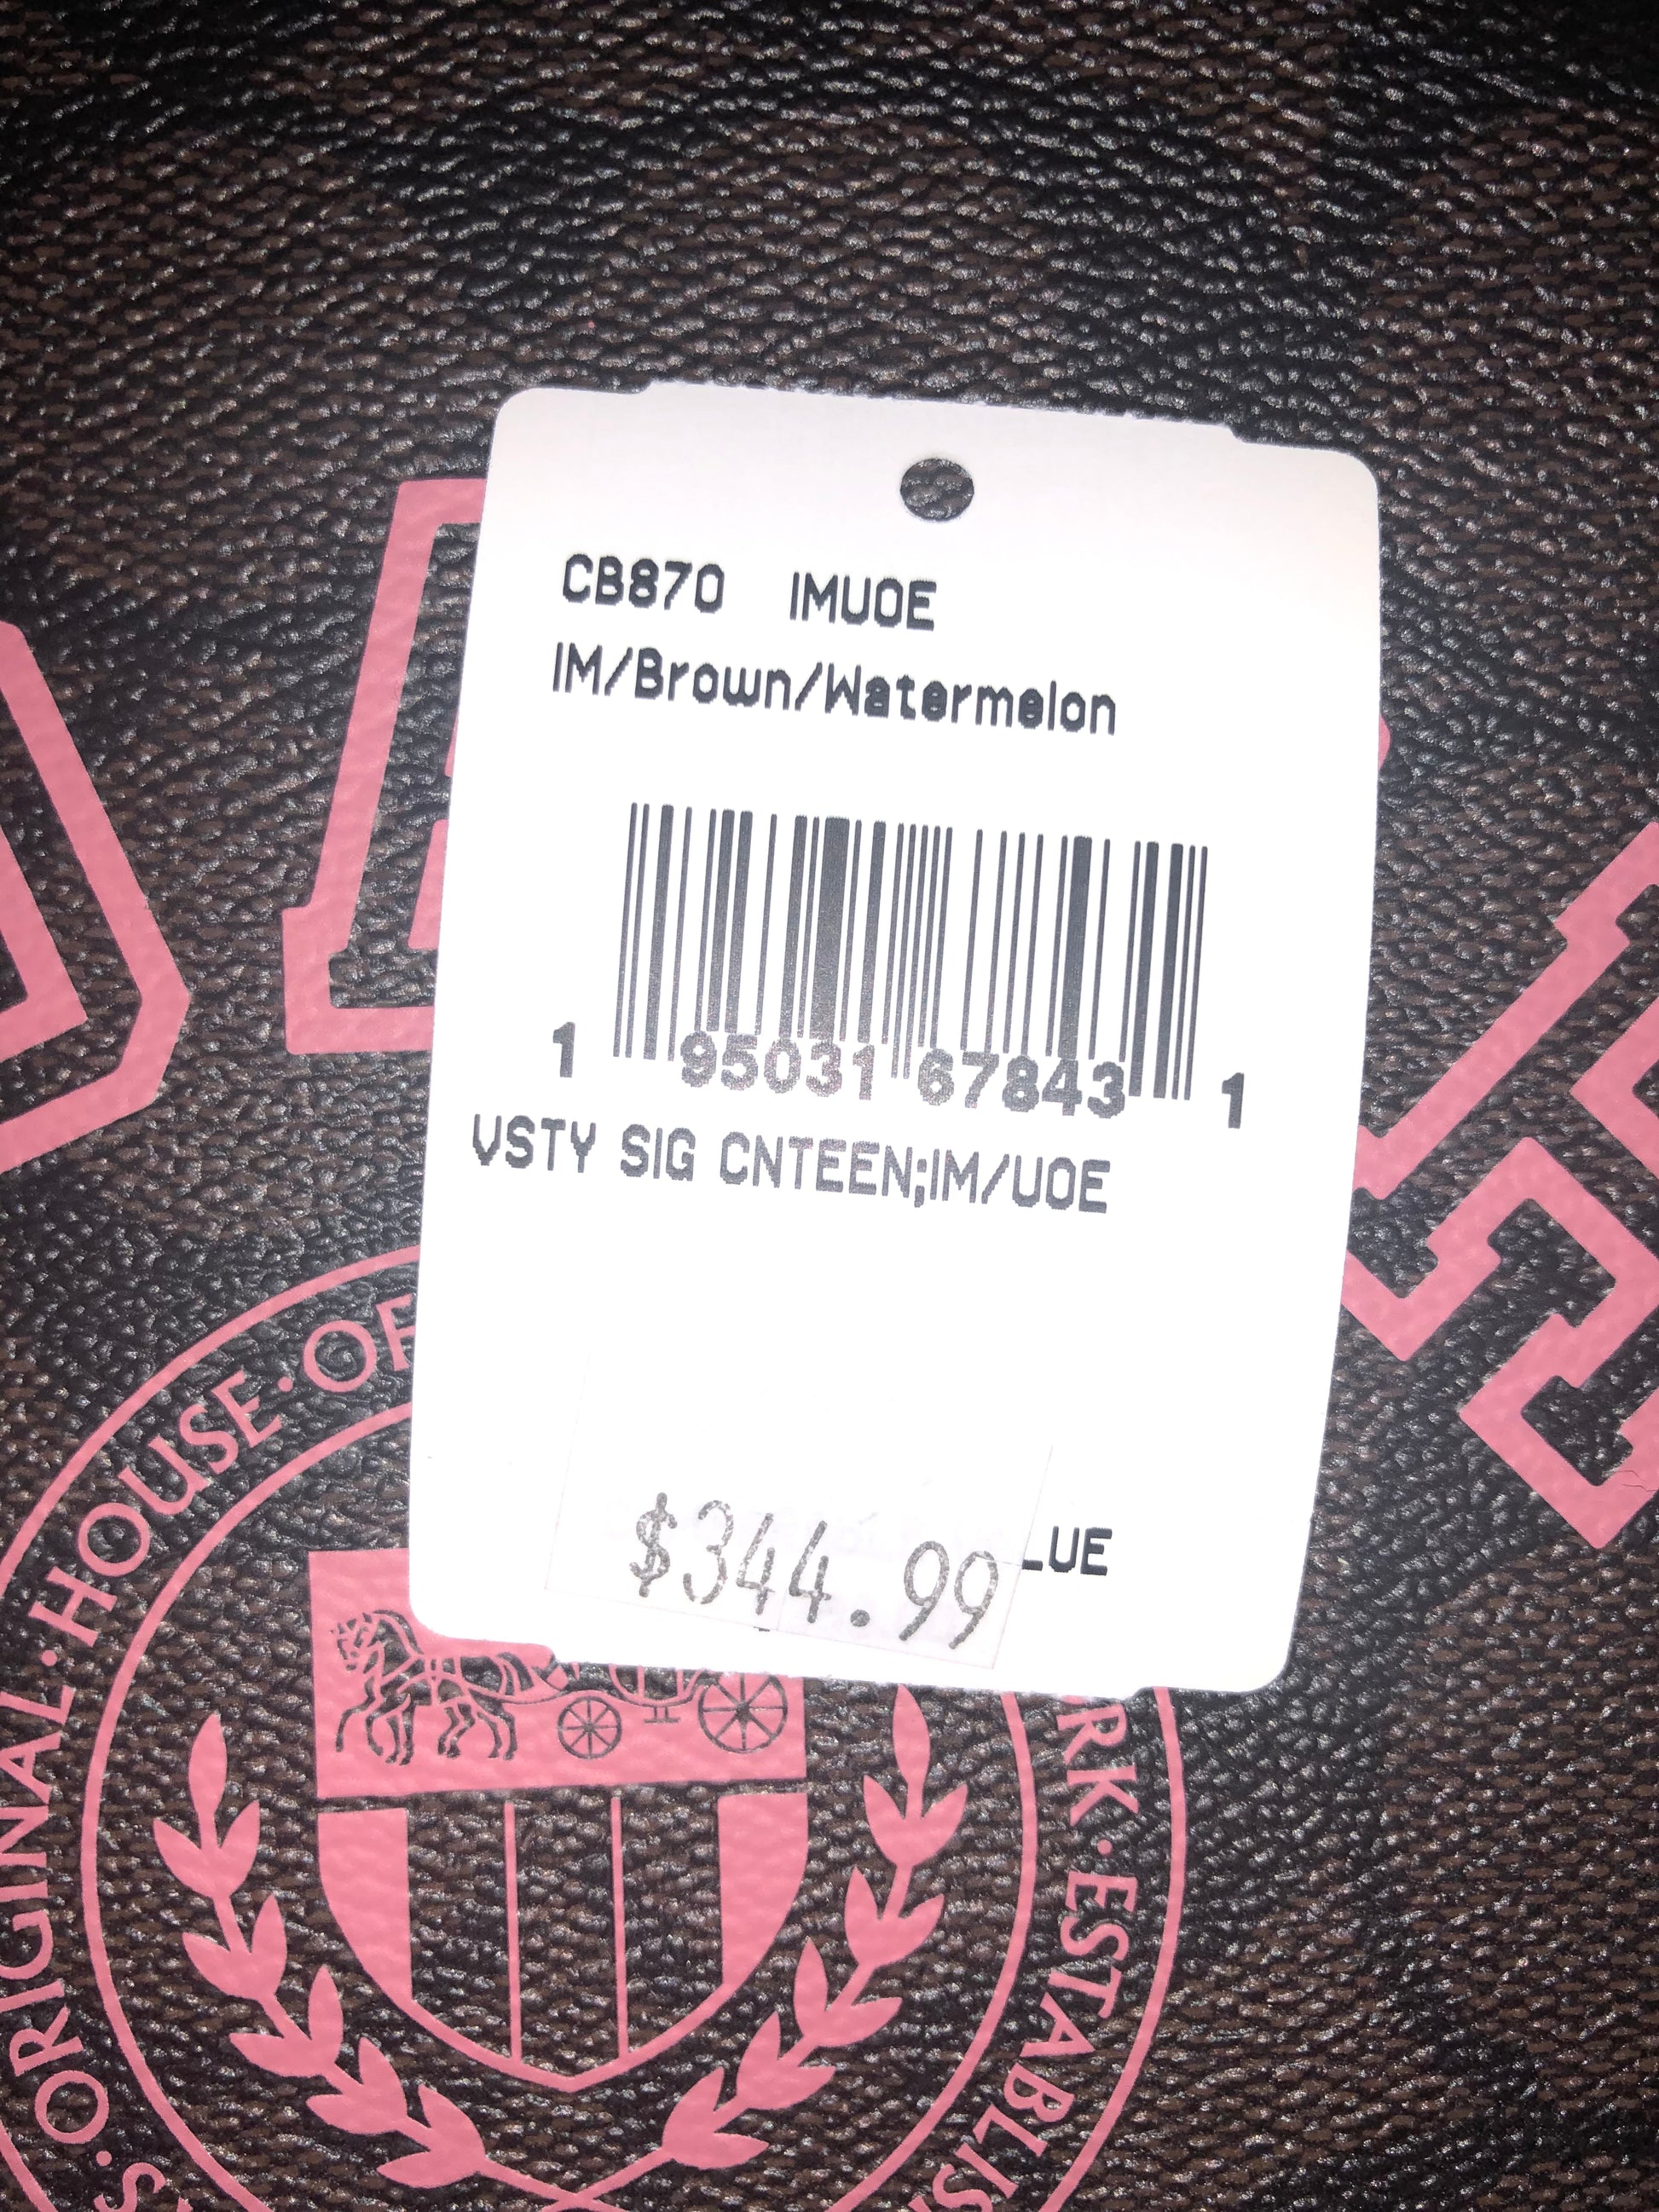 CB870 IMUOE
IM/Brown/Watermelon
1 95031 67843 1
VSTY SIG CNTEEN;IM/UOE
LUE
$344.99
ORIGINAL · HOUSE · OF
RK · ESTABLIS